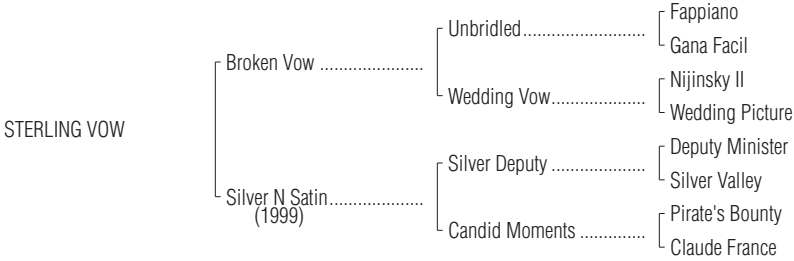 Fappiano
Unbridled..........................
Gana Facil
Broken Vow ......................
Nijinsky II
Wedding Vow....................
Wedding Picture
STERLING VOW
Deputy Minister
Silver Deputy ....................
Silver Valley
Silver N Satin....................
(1999)
Pirate's Bounty
Candid Moments ..............
Claude France